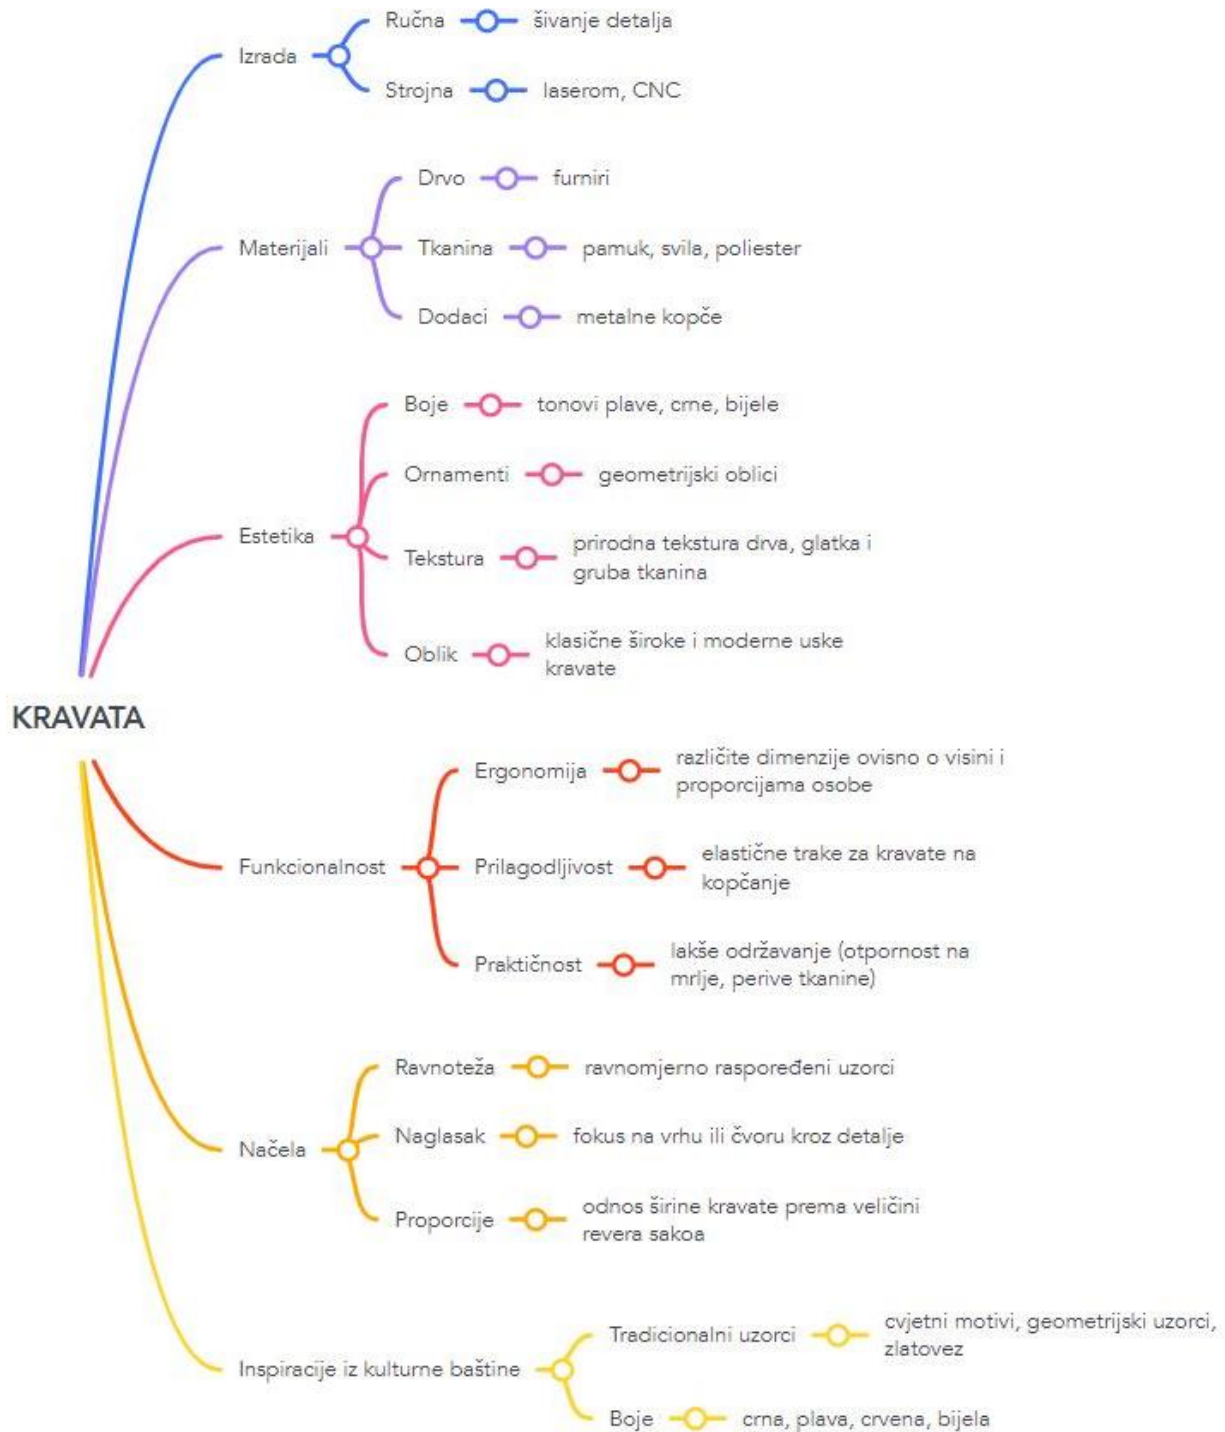 Ručna
šivanje detalja
Izrada
Strojna
laserom, CNC
Drvo
furniri
Materijali
Tkanina
pamuk, svila, poliester
Dodaci
metalne kopče
Boje
tonovi plave, crne, bijele
Ornamenti
geometrijski oblici
Estetika
Tekstura
prirodna tekstura drva, glatka i
gruba tkanina
Oblik
klasične široke i moderne uske
kravate
KRAVATA
Ergonomija
različite dimenzije ovisno o visini i
proporcijama osobe
Funkcionalnost
Prilagodljivost
elastične trake za kravate na
kopčanje
Praktičnost
lakše održavanje (otpornost na
mrlje, perive tkanine)
Ravnoteža
ravnomjerno raspoređeni uzorci
Načela
Naglasak
fokus na vrhu ili čvoru kroz detalje
Proporcije
odnos širine kravate prema veličini
revera sakoa
Inspiracije iz kulturne baštine
Tradicionalni uzorci
cvjetni motivi, geometrijski uzorci,
zlatovez
Boje
crna, plava, crvena, bijela